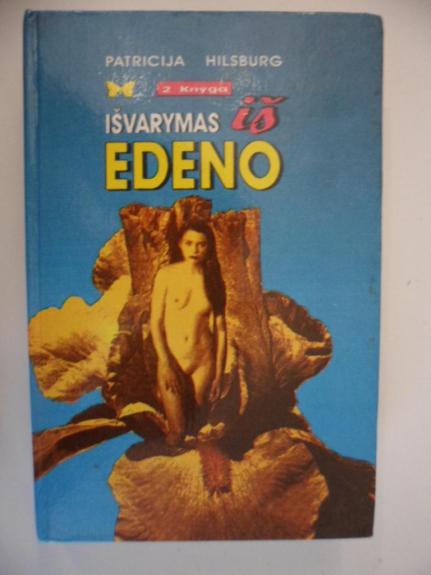 PATRICIJA HILSBURG
2 Knyga
IŠVARYMAS iš
EDENO